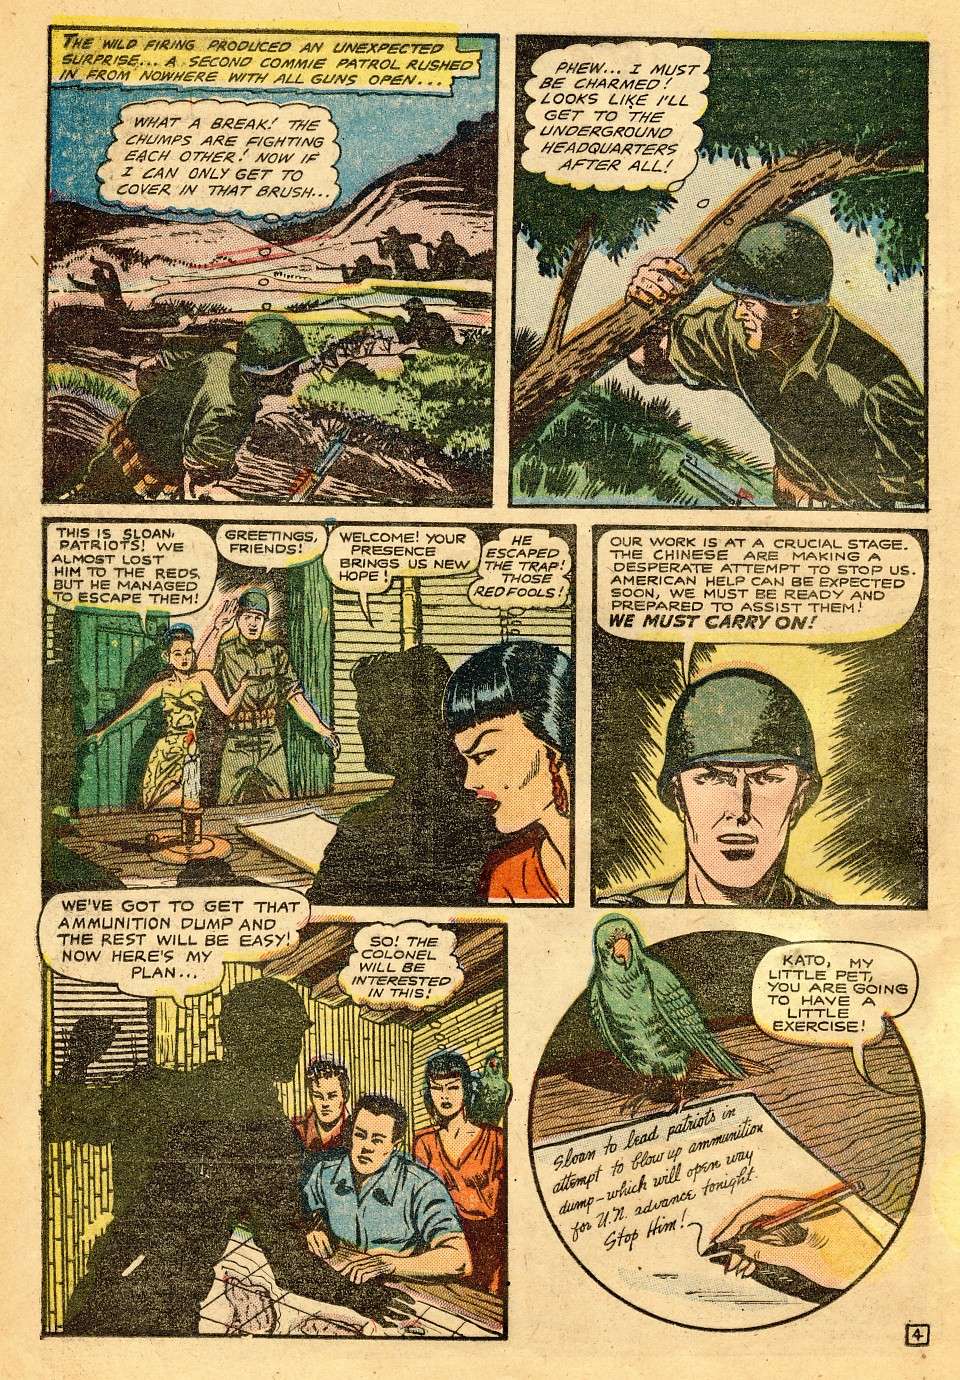 THE WILD FIRING PRODUCED AN UNEXPECTED
SURPRISE... A SECOND COMMIE PATROL RUSHED
IN FROM NOWHERE WITH ALL GUNS OPEN...
WHAT A BREAK! THE
CHUMPS ARE FIGHTING
EACH OTHER! NOW IF
I CAN ONLY GET TO
COVER IN THAT BRUSH...
PHEW... I MUST
BE CHARMED!
LOOKS LIKE I'LL
GET TO THE
UNDERGROUND
HEADQUARTERS
AFTER ALL!
THIS IS SLOAN,
PATRIOTS! WE
ALMOST LOST
HIM TO THE REDS,
BUT HE MANAGED
TO ESCAPE THEM!
GREETINGS,
FRIENDS!
WELCOME! YOUR
PRESENCE
BRINGS US NEW
HOPE!
HE
ESCAPED
THE TRAP!
THOSE
RED FOOLS!
OUR WORK IS AT A CRUCIAL STAGE.
THE CHINESE ARE MAKING A
DESPERATE ATTEMPT TO STOP US.
AMERICAN HELP CAN BE EXPECTED
SOON, WE MUST BE READY AND
PREPARED TO ASSIST THEM!
WE MUST CARRY ON!
WE'VE GOT TO GET THAT
AMMUNITION DUMP AND
THE REST WILL BE EASY!
NOW HERE'S MY
PLAN...
SO! THE
COLONEL
WILL BE
INTERESTED
IN THIS!
KATO, MY
LITTLE PET,
YOU ARE GOING
TO HAVE A
LITTLE
EXERCISE!
Sloan to lead patriots in
attempt to blow up ammunition
dump-which will open way
for U.N. advance tonight.
Stop Him!
4